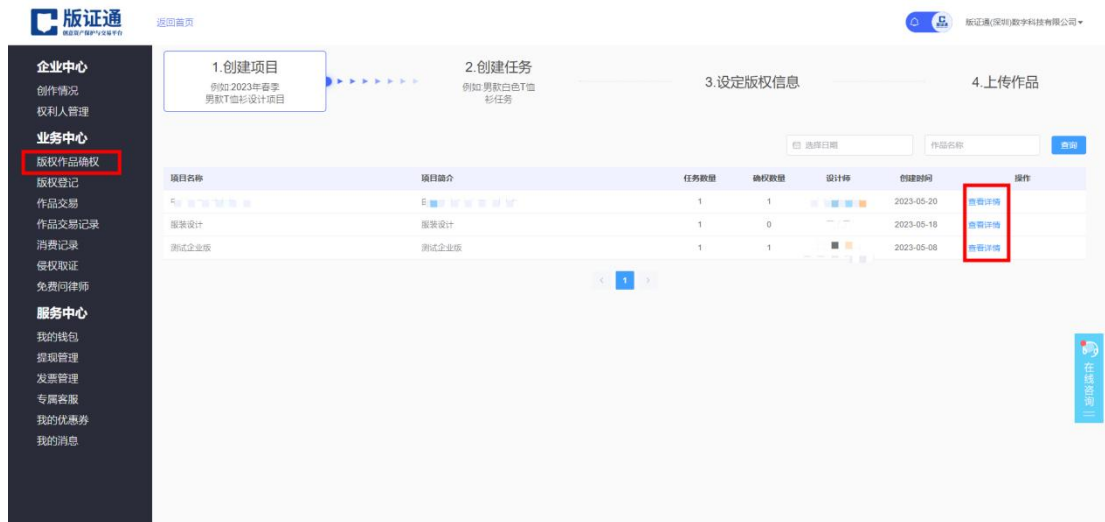 版证通
创意资产保护与交易平台
返回首页
版证通(深圳)数字科技有限公司
企业中心
创作情况
权利人管理
业务中心
版权作品确权
版权登记
作品交易
作品交易记录
消费记录
侵权取证
免费问律师
服务中心
我的钱包
提现管理
发票管理
专属客服
我的优惠券
我的消息
1.创建项目
例如:2023年春季
男款T恤衫设计项目
2.创建任务
例如:男款白色T恤
衫任务
3.设定版权信息
4.上传作品
选择日期 作品名称 查询
项目名称 项目简介 任务数量 确权数量 设计师 创建时间 操作
1 1 2023-05-20 查看详情
服装设计 服装设计 1 0 2023-05-18 查看详情
测试企业版 测试企业版 1 1 2023-05-08 查看详情
< 1 >
在线咨询